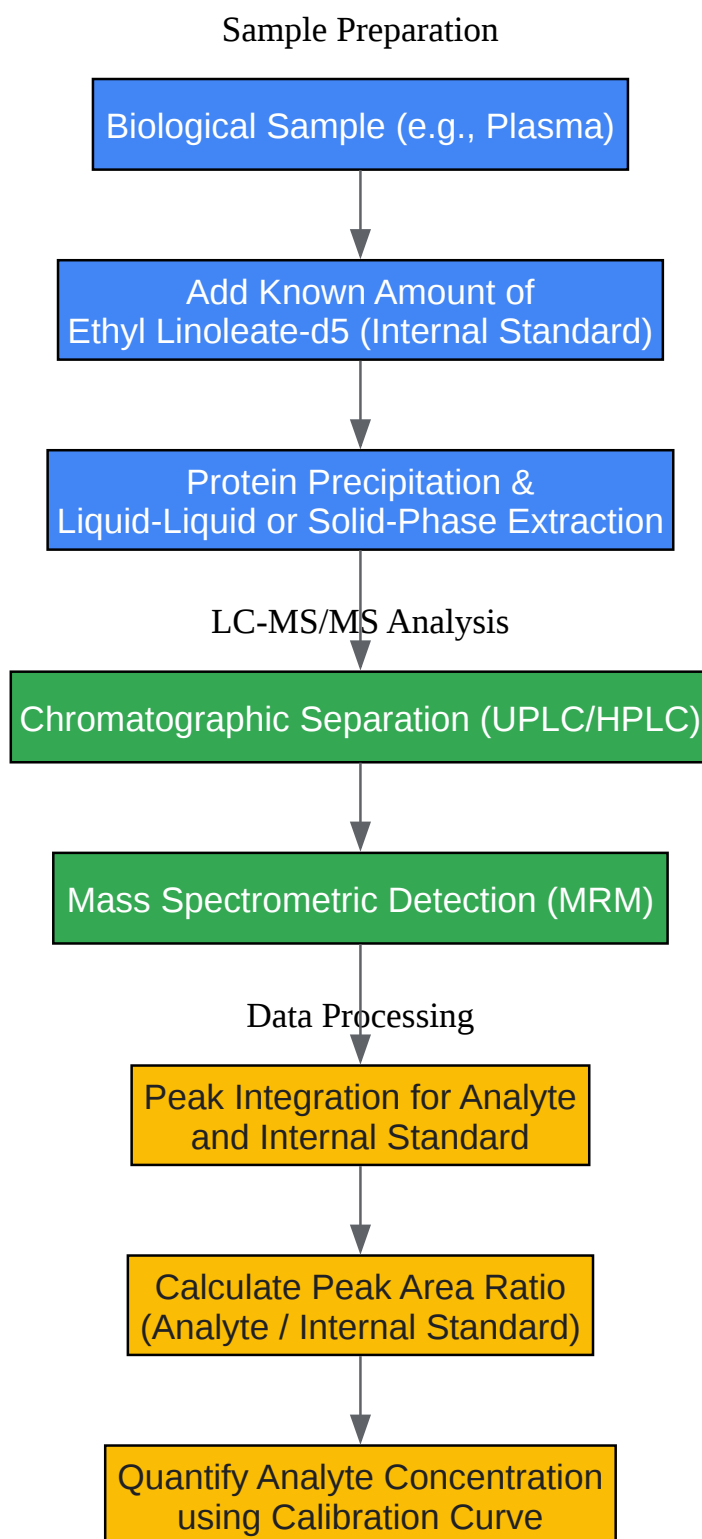 Sample Preparation
Biological Sample (e.g., Plasma)
Add Known Amount of
Ethyl Linoleate-d5 (Internal Standard)
Protein Precipitation &
Liquid-Liquid or Solid-Phase Extraction
LC-MS/MS Analysis
Chromatographic Separation (UPLC/HPLC)
Mass Spectrometric Detection (MRM)
Data Processing
Peak Integration for Analyte
and Internal Standard
Calculate Peak Area Ratio
(Analyte / Internal Standard)
Quantify Analyte Concentration
using Calibration Curve